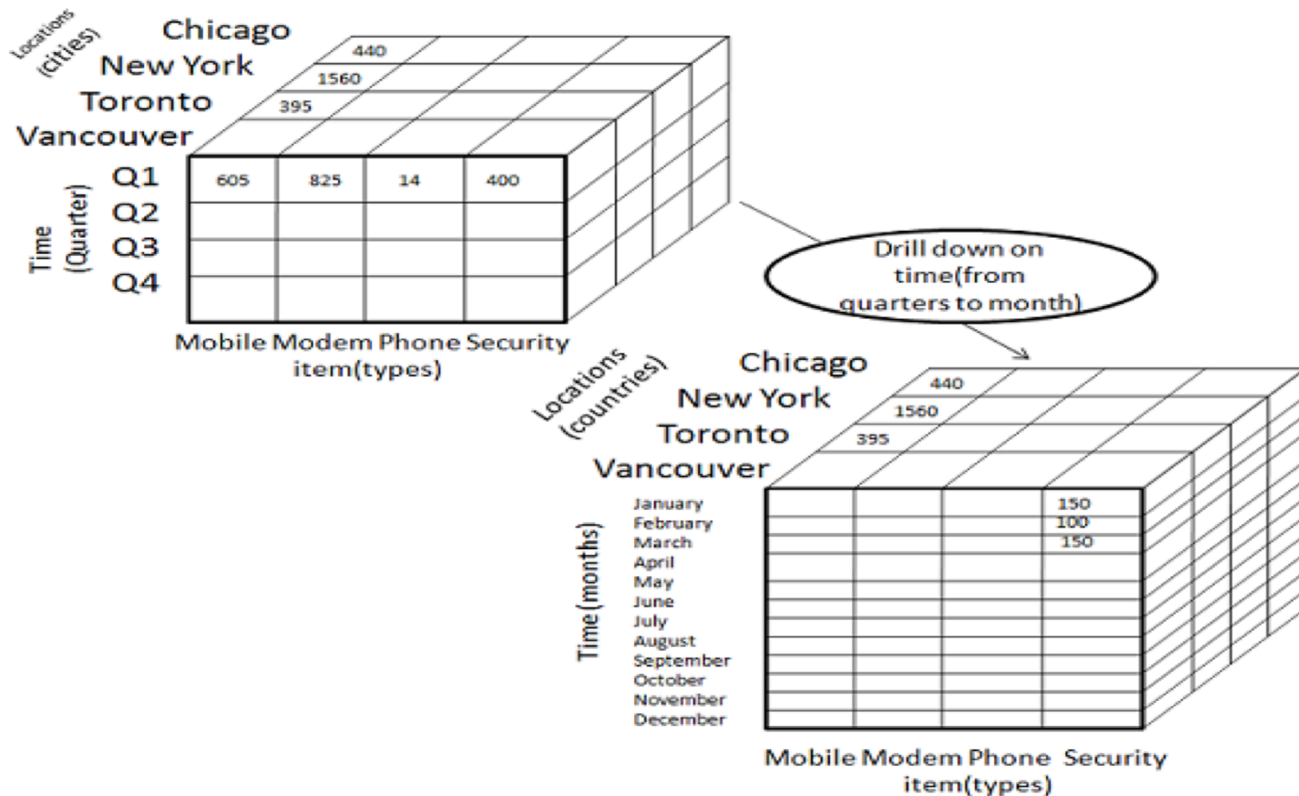 Locations
(cities)
Chicago
New York
Toronto
Vancouver
440
1560
395
Time
(Quarter)
Q1
Q2
Q3
Q4
605 825 14 400
Mobile Modem Phone Security
item(types)
Drill down on
time(from
quarters to month)
Locations
(countries)
Chicago
New York
Toronto
Vancouver
440
1560
395
Time(months)
January 150
February 100
March 150
April
May
June
July
August
September
October
November
December
Mobile Modem Phone Security
item(types)